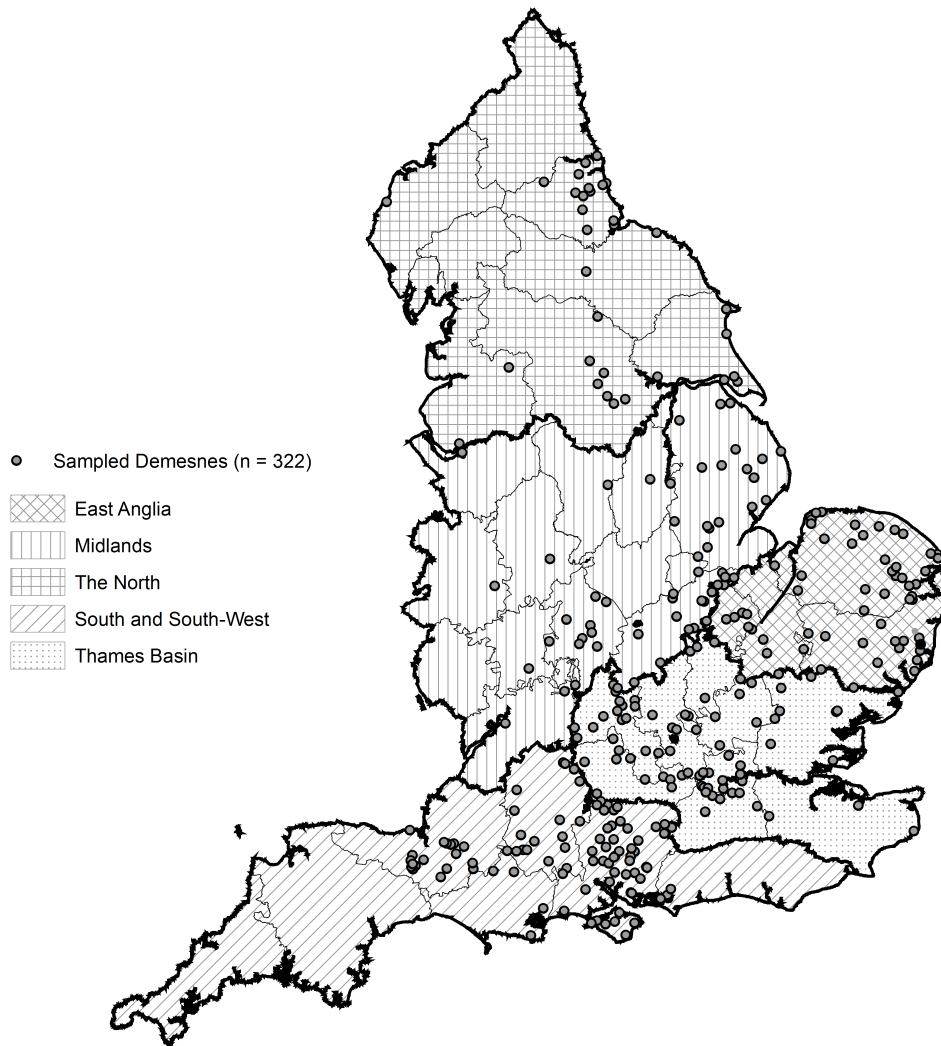 Sampled Demesnes (n = 322)
East Anglia
Midlands
The North
South and South-West
Thames Basin